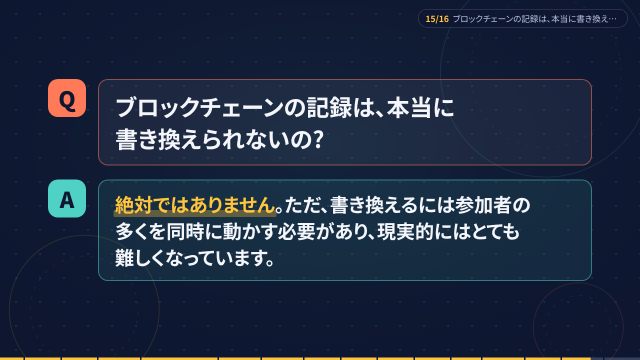 15/16 ブロックチェーンの記録は、本当に書き換え…
Q
ブロックチェーンの記録は、本当に
書き換えられないの?
A
絶対ではありません。ただ、書き換えるには参加者の
多くを同時に動かす必要があり、現実的にはとても
難しくなっています。